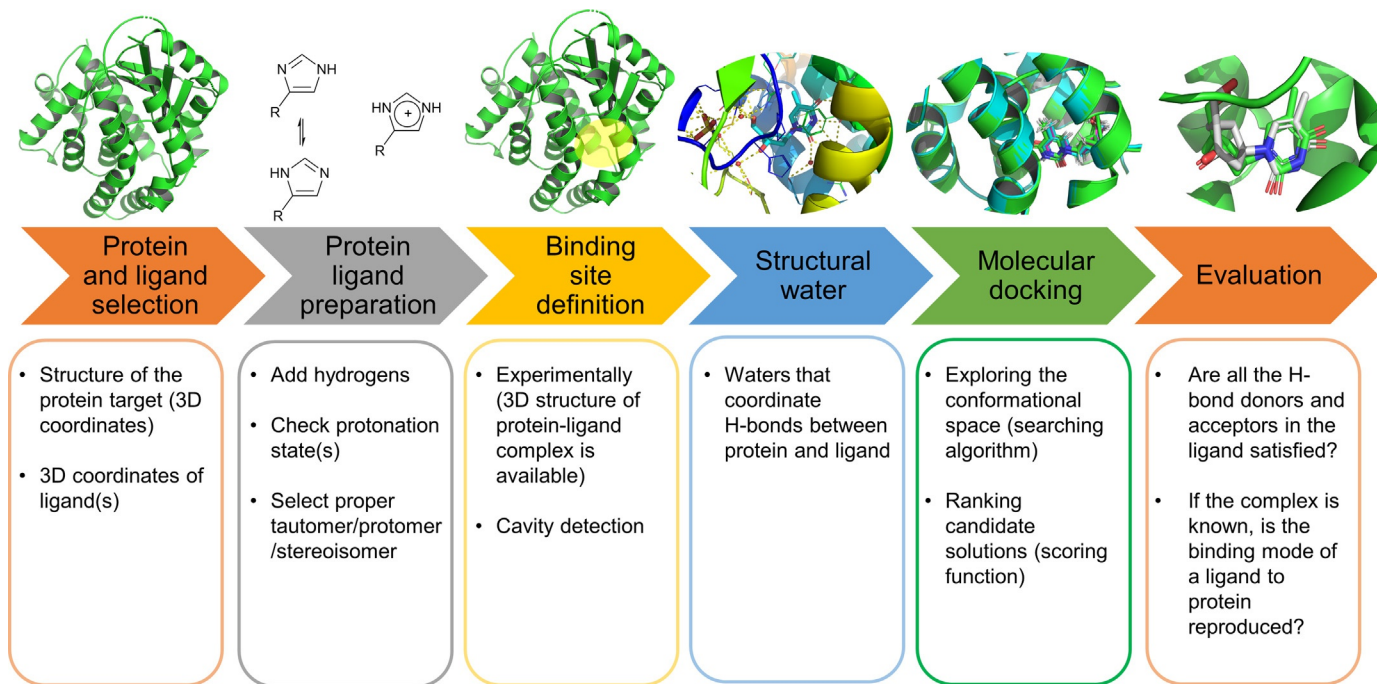 N
NH
R
HN
N
R
HN
NH
+
R
Protein
and ligand
selection
Protein
ligand
preparation
Binding
site
definition
Structural
water
Molecular
docking
Evaluation
• Structure of the
protein target (3D
coordinates)
• 3D coordinates of
ligand(s)
• Add hydrogens
• Check protonation
state(s)
• Select proper
tautomer/protomer
/stereoisomer
• Experimentally
(3D structure of
protein-ligand
complex is
available)
• Cavity detection
• Waters that
coordinate
H-bonds between
protein and ligand
• Exploring the
conformational
space (searching
algorithm)
• Ranking
candidate
solutions (scoring
function)
• Are all the H-
bond donors and
acceptors in the
ligand satisfied?
• If the complex is
known, is the
binding mode of
a ligand to
protein
reproduced?